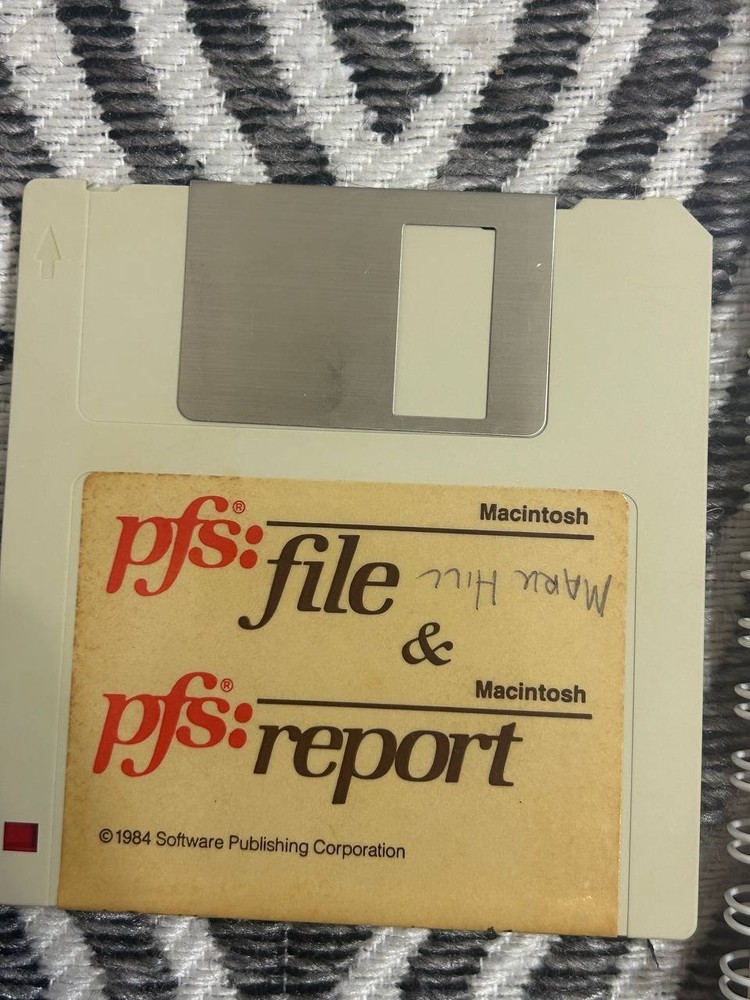 Macintosh
pfs:®file
MARK HILL
&
Macintosh
pfs:®report
©1984 Software Publishing Corporation